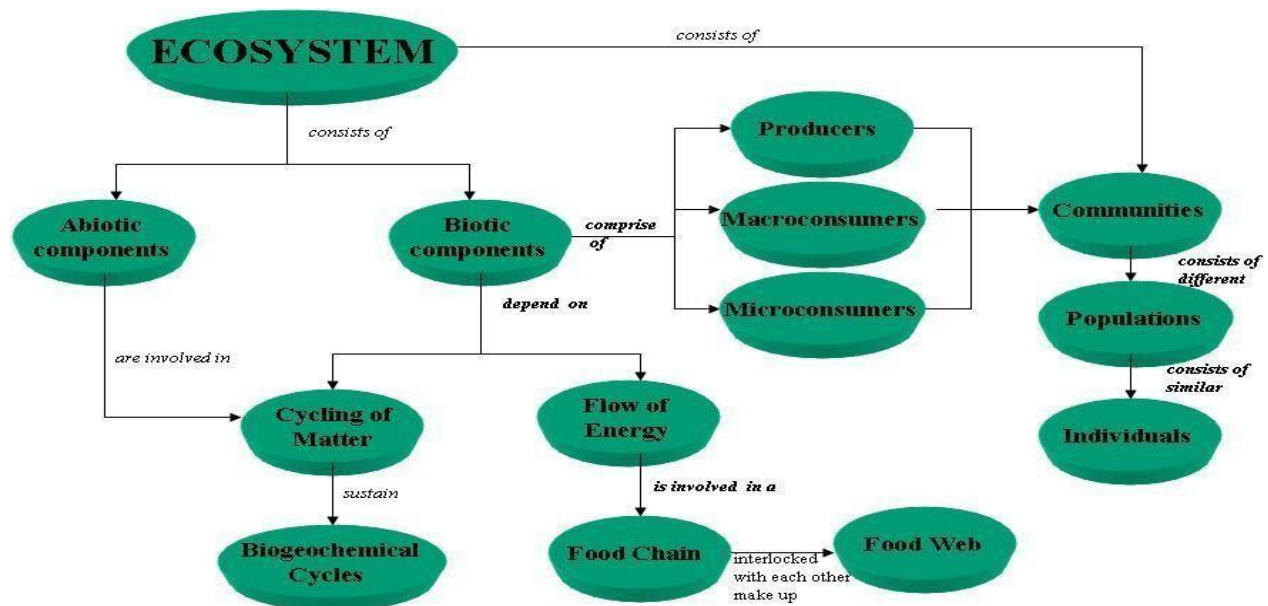 ECOSYSTEM
consists of
consists of
Producers
Abiotic
components
Biotic
components
comprise
of
Macroconsumers
Communities
consists of
different
depend on
Microconsumers
Populations
are involved in
consists of
similar
Cycling of
Matter
Flow of
Energy
Individuals
sustain
is involved in a
Biogeochemical
Cycles
Food Chain
interlocked
with each other
make up
Food Web